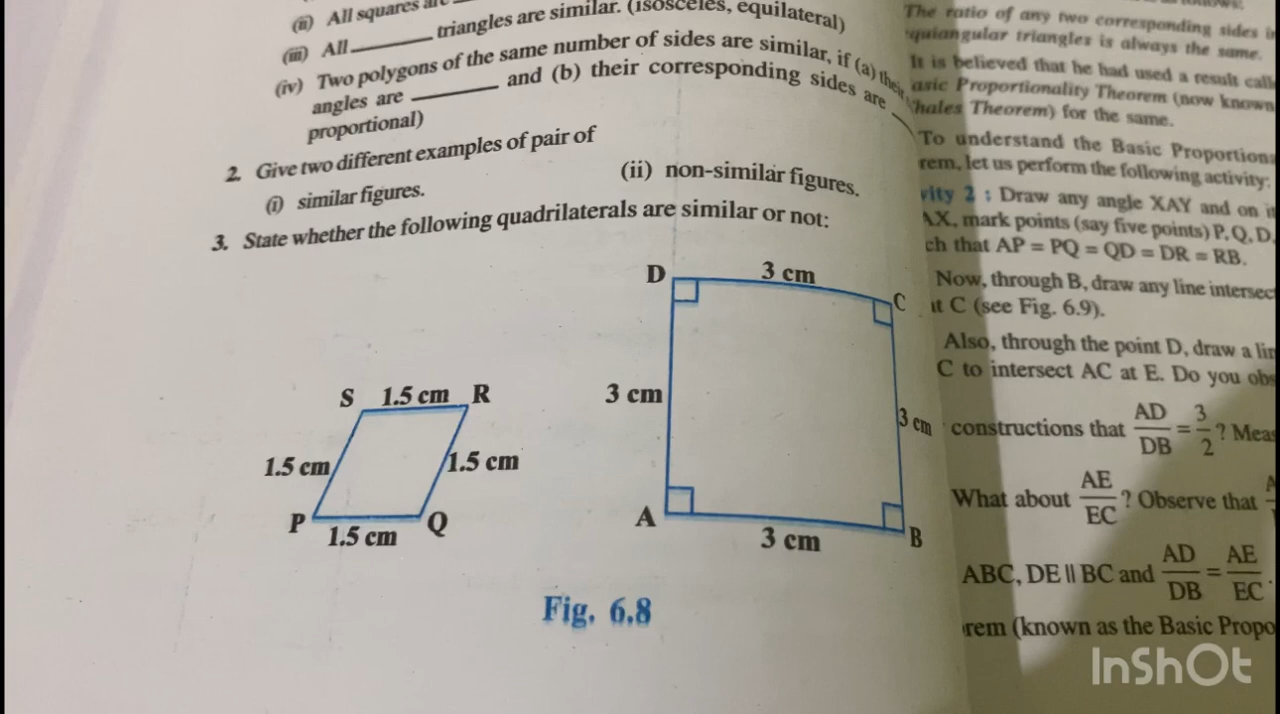 (ii) All squares are
(iii) All ______ triangles are similar. (isosceles, equilateral)
(iv) Two polygons of the same number of sides are similar, if (a) their
angles are ______ and (b) their corresponding sides are
proportional)
2. Give two different examples of pair of
(i) similar figures. (ii) non-similar figures.
3. State whether the following quadrilaterals are similar or not:
S 1.5 cm R
1.5 cm
1.5 cm
P Q
1.5 cm
D 3 cm C
3 cm
3 cm
A B
3 cm
Fig. 6.8
The ratio of any two corresponding sides
equiangular triangles is always the same.
It is believed that he had used a result
asic Proportionality Theorem (now known
hales Theorem) for the same.
To understand the Basic Proportiona
rem, let us perform the following activity:
vity 2 : Draw any angle XAY and on
AX, mark points (say five points) P, Q, D,
ch that AP = PQ = QD = DR = RB.
Now, through B, draw any line intersec
at C (see Fig. 6.9).
Also, through the point D, draw a lin
C to intersect AC at E. Do you obs
constructions that AD/DB = 3/2 ? Meas
What about AE/EC ? Observe that
ABC, DE || BC and AD/DB = AE/EC .
rem (known as the Basic Propo
InShOt